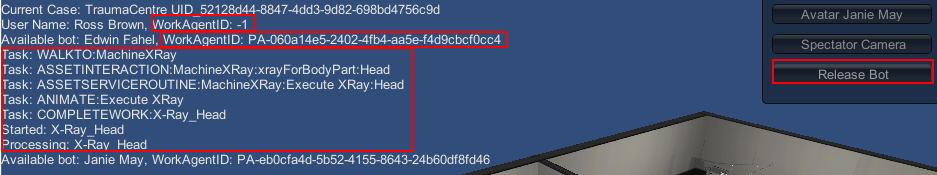 Current Case: TraumaCentre UID_52128d44-8847-4dd3-9d82-698bd4756c9d
User Name: Ross Brown, WorkAgentID: -1
Available bot: Edwin Fahel, WorkAgentID: PA-060a14e5-2402-4fb4-aa5e-f4d9cbcf0cc4
Task: WALKTO:MachineXRay
Task: ASSETINTERACTION:MachineXRay:xrayForBodyPart:Head
Task: ASSETSERVICEROUTINE:MachineXRay:Execute XRay:Head
Task: ANIMATE:Execute XRay
Task: COMPLETEWORK:X-Ray_Head
Started: X-Ray_Head
Processing: X-Ray_Head
Available bot: Janie May, WorkAgentID: PA-eb0cfa4d-5b52-4155-8643-24b60df8fd46
Avatar Janie May
Spectator Camera
Release Bot